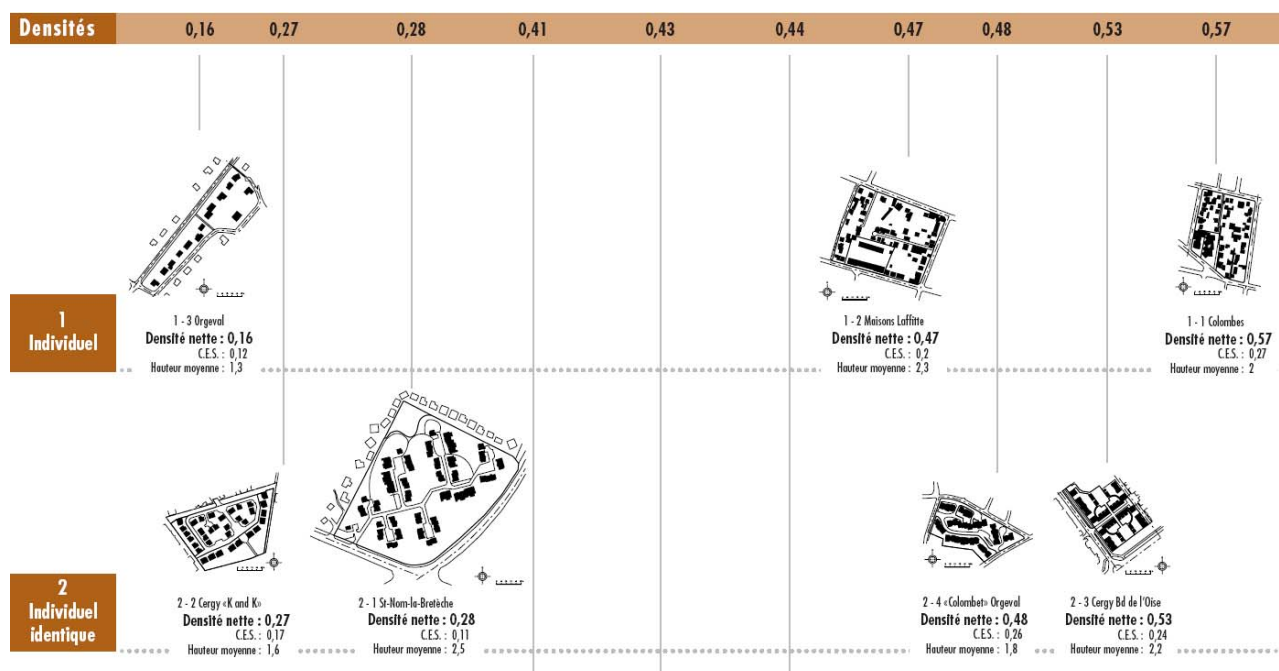 Densités 0,16 0,27 0,28 0,41 0,43 0,44 0,47 0,48 0,53 0,57
1
Individuel
1 - 3 Orgeval
Densité nette : 0,16
C.E.S. : 0,12
Hauteur moyenne : 1,3
1 - 2 Maisons Laffitte
Densité nette : 0,47
C.E.S. : 0,2
Hauteur moyenne : 2,3
1 - 1 Colombes
Densité nette : 0,57
C.E.S. : 0,27
Hauteur moyenne : 2
2
Individuel
identique
2 - 2 Cergy «K and K»
Densité nette : 0,27
C.E.S. : 0,17
Hauteur moyenne : 1,6
2 - 1 St-Nom-la-Bretèche
Densité nette : 0,28
C.E.S. : 0,11
Hauteur moyenne : 2,5
2 - 4 «Colombet» Orgeval
Densité nette : 0,48
C.E.S. : 0,26
Hauteur moyenne : 1,8
2 - 3 Cergy Bd de l'Oise
Densité nette : 0,53
C.E.S. : 0,24
Hauteur moyenne : 2,2